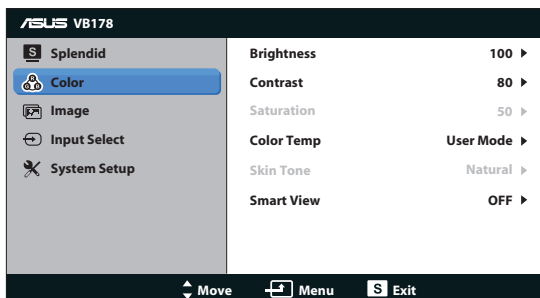 ASUS VB178
S Splendid
Color
Image
Input Select
System Setup
Brightness 100
Contrast 80
Saturation 50
Color Temp User Mode
Skin Tone Natural
Smart View OFF
Move Menu S Exit